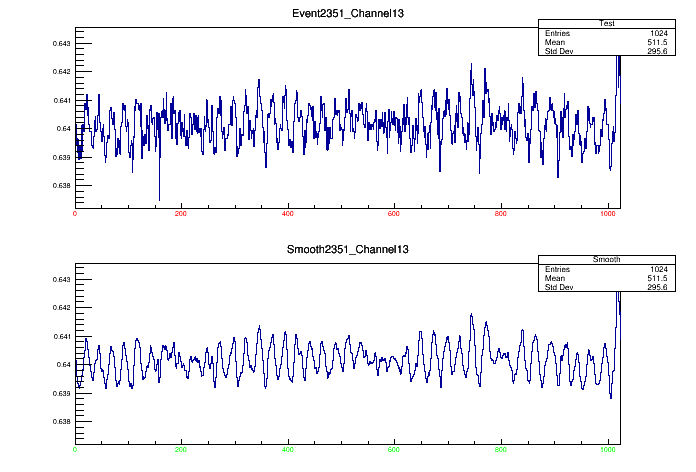 Event2351_Channel13
Test
Entries 1024
Mean 511.5
Std Dev 295.6
0.643
0.642
0.641
0.64
0.639
0.638
0 200 400 600 800 1000
Smooth2351_Channel13
Smooth
Entries 1024
Mean 511.5
Std Dev 295.6
0.643
0.642
0.641
0.64
0.639
0.638
0 200 400 600 800 1000